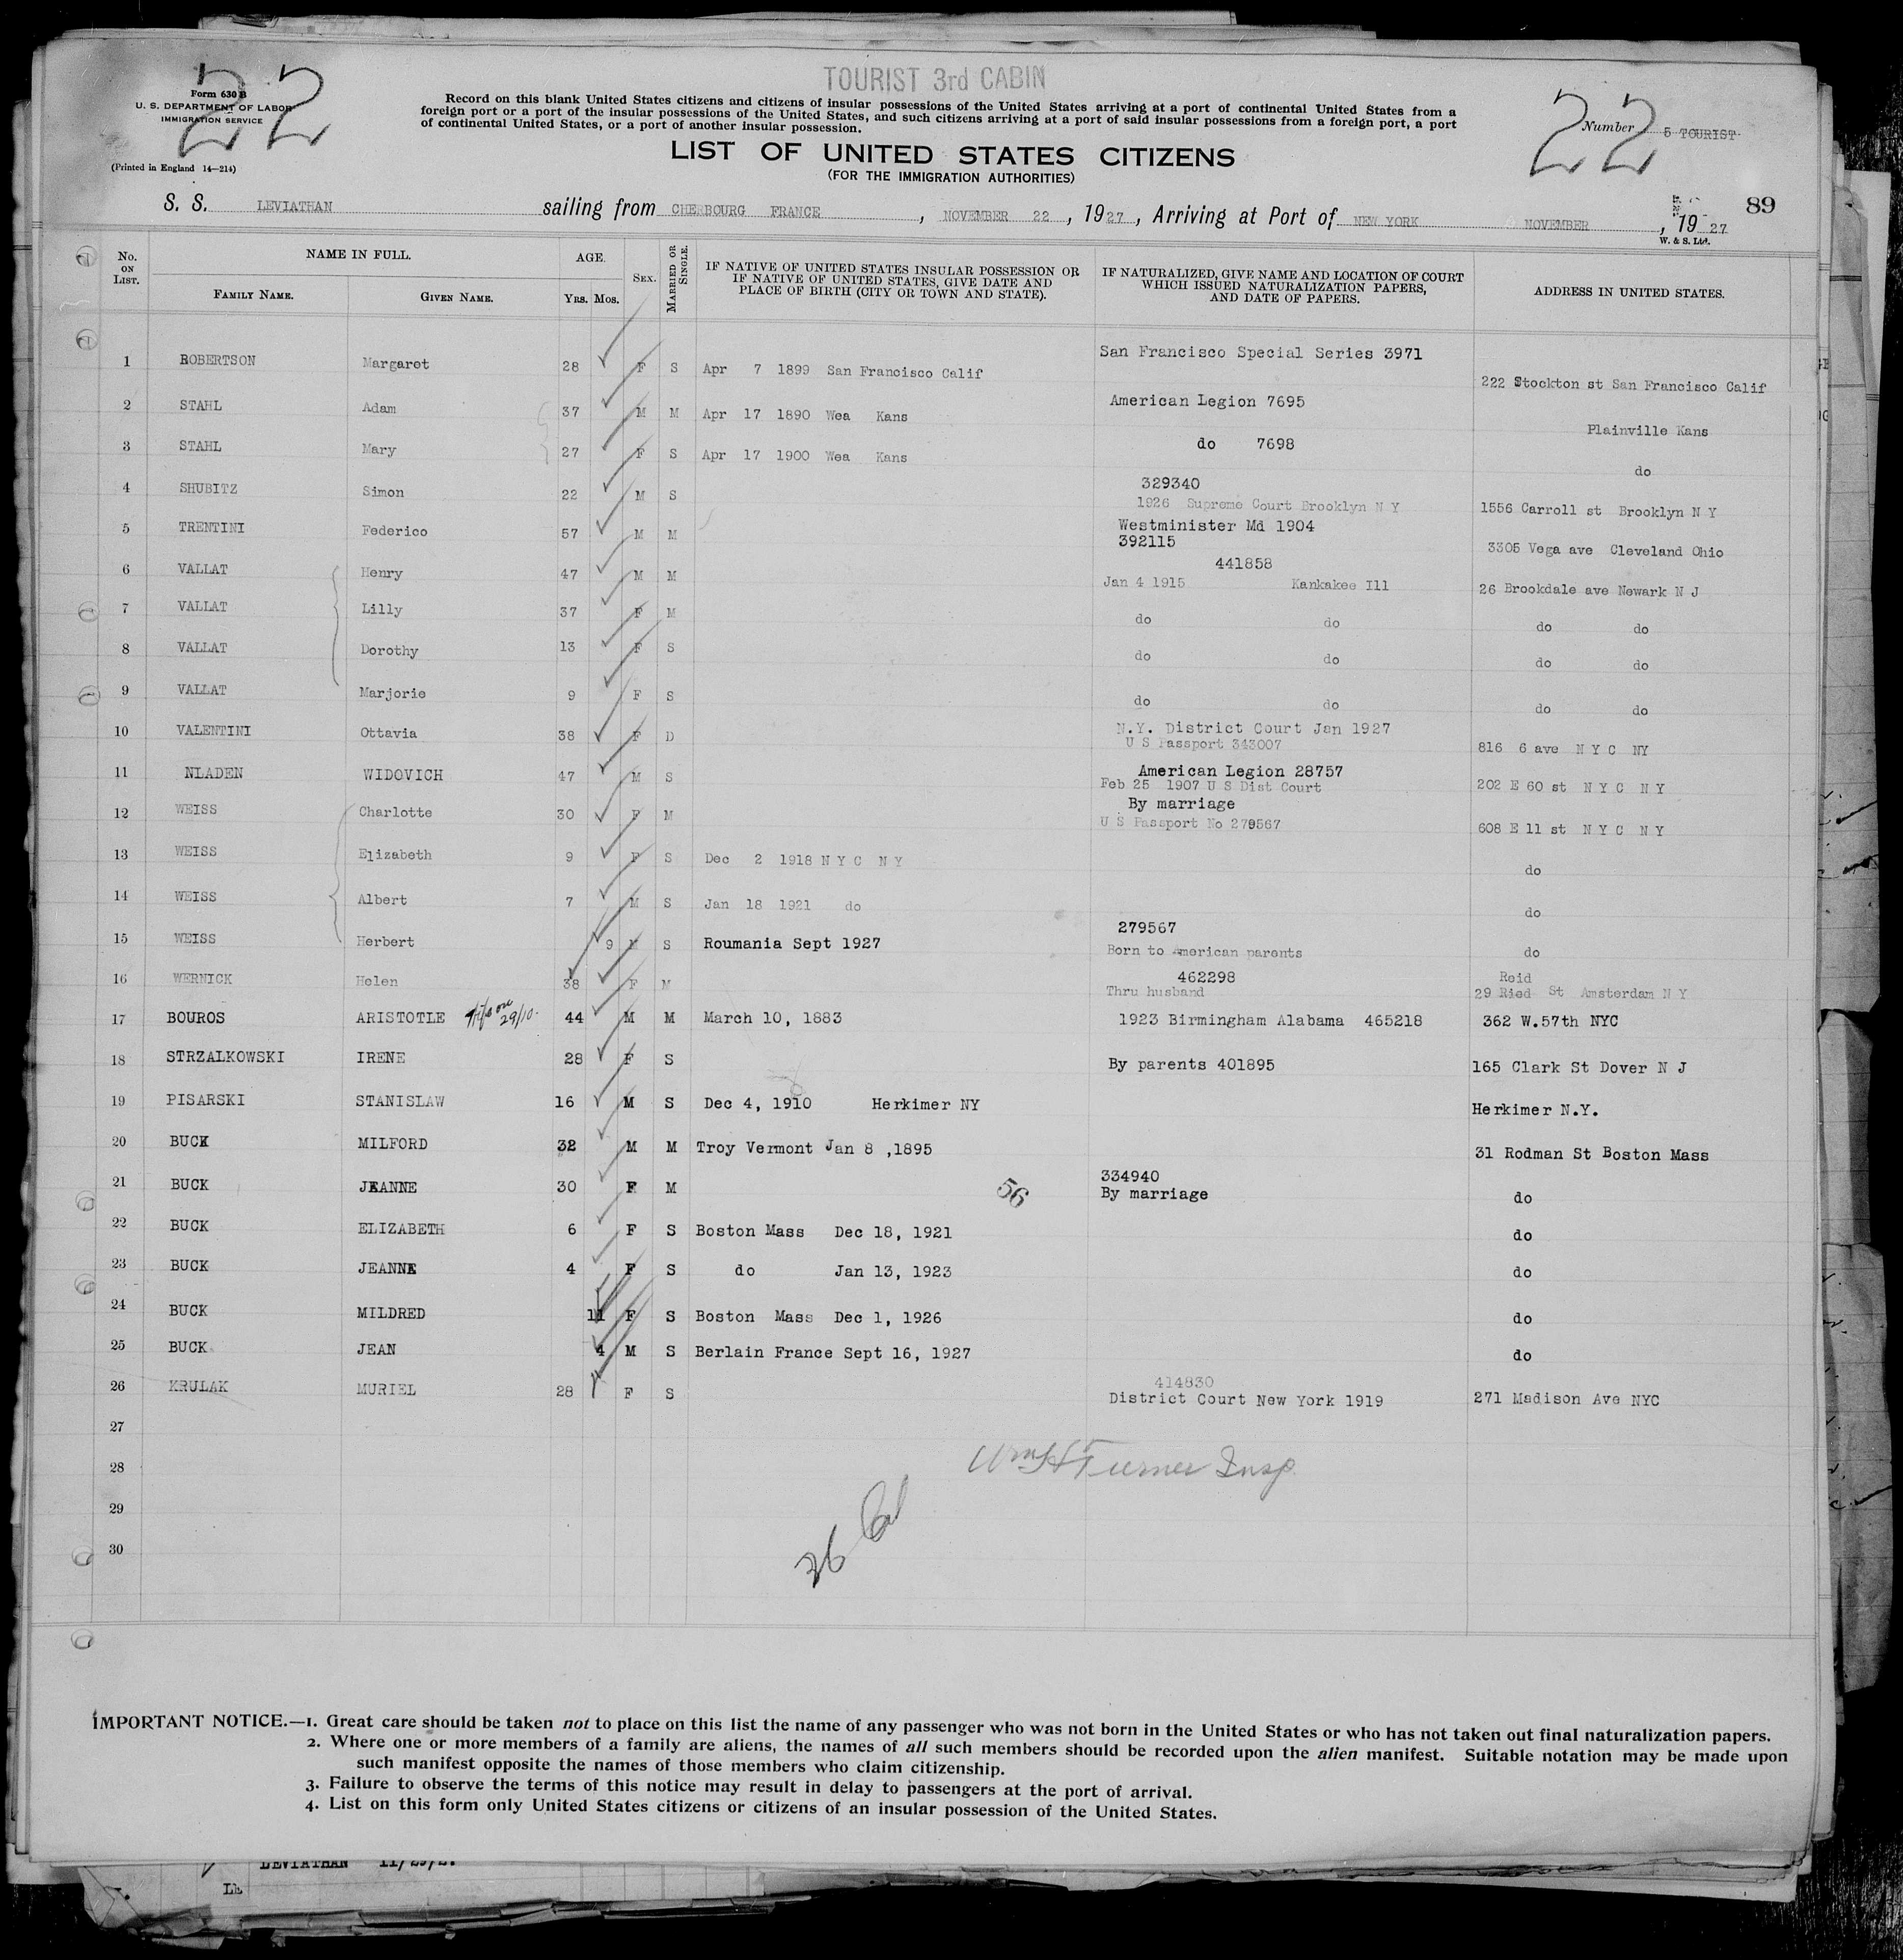 TOURIST 3rd CABIN
22
Form 630 B
U. S. DEPARTMENT OF LABOR
IMMIGRATION SERVICE
(Printed in England 14—214)
Record on this blank United States citizens and citizens of insular possessions of the United States arriving at a port of continental United States from a
foreign port or a port of the insular possessions of the United States, and such citizens arriving at a port of said insular possessions from a foreign port, a port
of continental United States, or a port of another insular possession.
22
Number 5 TOURIST
LIST OF UNITED STATES CITIZENS
(FOR THE IMMIGRATION AUTHORITIES)
89
S. S. LEVIATHAN sailing from CHERBOURG FRANCE, NOVEMBER 22, 1927, Arriving at Port of NEW YORK NOVEMBER, 1927
W. & S. Ltd.
No. ON LIST. NAME IN FULL. FAMILY NAME. GIVEN NAME. AGE. YRS. MOS. SEX. MARRIED OR SINGLE. IF NATIVE OF UNITED STATES INSULAR POSSESSION OR IF NATIVE OF UNITED STATES, GIVE DATE AND PLACE OF BIRTH (CITY OR TOWN AND STATE). IF NATURALIZED, GIVE NAME AND LOCATION OF COURT WHICH ISSUED NATURALIZATION PAPERS, AND DATE OF PAPERS. ADDRESS IN UNITED STATES.
1 ROBERTSON Margaret 28 F S Apr 7 1899 San Francisco Calif San Francisco Special Series 3971 222 Stockton st San Francisco Calif
2 STAHL Adam 37 M M Apr 17 1890 Wea Kans American Legion 7695 Plainville Kans
3 STAHL Mary 27 F S Apr 17 1900 Wea Kans do 7698 do
4 SHUBITZ Simon 22 M S 329340 1926 Supreme Court Brooklyn N Y 1556 Carroll st Brooklyn N Y
5 TRENTINI Federico 57 M M Westminister Md 1904 392115 3305 Vega ave Cleveland Ohio
6 VALLAT Henry 47 M M 441858 Jan 4 1915 Kankakee Ill 26 Brookdale ave Newark N J
7 VALLAT Lilly 37 F M do do do do
8 VALLAT Dorothy 13 F S do do do do
9 VALLAT Marjorie 9 F S do do do do
10 VALENTINI Ottavia 38 F D N.Y. District Court Jan 1927 U S Passport 343007 816 6 ave N Y C NY
11 NLADEN WIDOVICH 47 M S American Legion 28757 Feb 25 1907 U S Dist Court 202 E 60 st N Y C N Y
12 WEISS Charlotte 30 F M By marriage U S Passport No 279567 608 E 11 st N Y C N Y
13 WEISS Elizabeth 9 F S Dec 2 1918 N Y C N Y do
14 WEISS Albert 7 M S Jan 18 1921 do do
15 WEISS Herbert 9 M S Roumania Sept 1927 279567 Born to American parents do
16 WERNICK Helen 38 F M 462298 Thru husband Reid 29 Ried St Amsterdam N Y
17 BOUROS ARISTOTLE 29/10. 44 M M March 10, 1883 1923 Birmingham Alabama 465218 362 W.57th NYC
18 STRZALKOWSKI IRENE 28 F S By parents 401895 165 Clark St Dover N J
19 PISARSKI STANISLAW 16 M S Dec 4, 1910 Herkimer NY Herkimer N.Y.
20 BUCK MILFORD 32 M M Troy Vermont Jan 8 ,1895 31 Rodman St Boston Mass
21 BUCK JEANNE 30 F M 56 334940 By marriage do
22 BUCK ELIZABETH 6 F S Boston Mass Dec 18, 1921 do
23 BUCK JEANNE 4 F S do Jan 13, 1923 do
24 BUCK MILDRED 11 F S Boston Mass Dec 1, 1926 do
25 BUCK JEAN 4 M S Berlain France Sept 16, 1927 do
26 KRULAK MURIEL 28 F S 414830 District Court New York 1919 271 Madison Ave NYC
27
28 Wm H Turner Insp.
29
30
26
IMPORTANT NOTICE.—1. Great care should be taken not to place on this list the name of any passenger who was not born in the United States or who has not taken out final naturalization papers.
2. Where one or more members of a family are aliens, the names of all such members should be recorded upon the alien manifest. Suitable notation may be made upon
such manifest opposite the names of those members who claim citizenship.
3. Failure to observe the terms of this notice may result in delay to passengers at the port of arrival.
4. List on this form only United States citizens or citizens of an insular possession of the United States.
LEVIATHAN